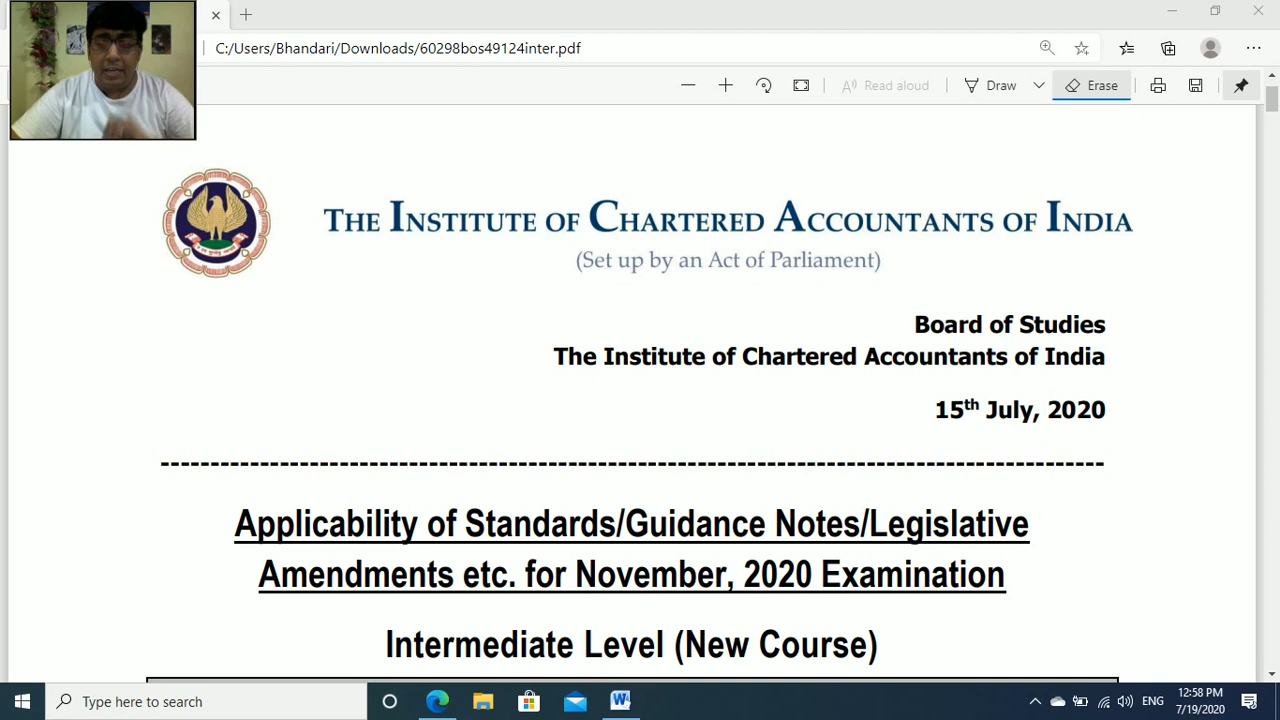 C:/Users/Bhandari/Downloads/60298bos49124inter.pdf
Read aloud
Draw
Erase
THE INSTITUTE OF CHARTERED ACCOUNTANTS OF INDIA
(Set up by an Act of Parliament)
Board of Studies
The Institute of Chartered Accountants of India
15th July, 2020
Applicability of Standards/Guidance Notes/Legislative
Amendments etc. for November, 2020 Examination
Intermediate Level (New Course)
Type here to search
ENG
12:58 PM
7/19/2020